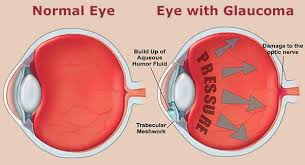 Normal Eye
Eye with Glaucoma
Build Up of
Aqueous
Humor Fluid
Damage to the
optic nerve
PRESSURE
Trabecular
Meshwork